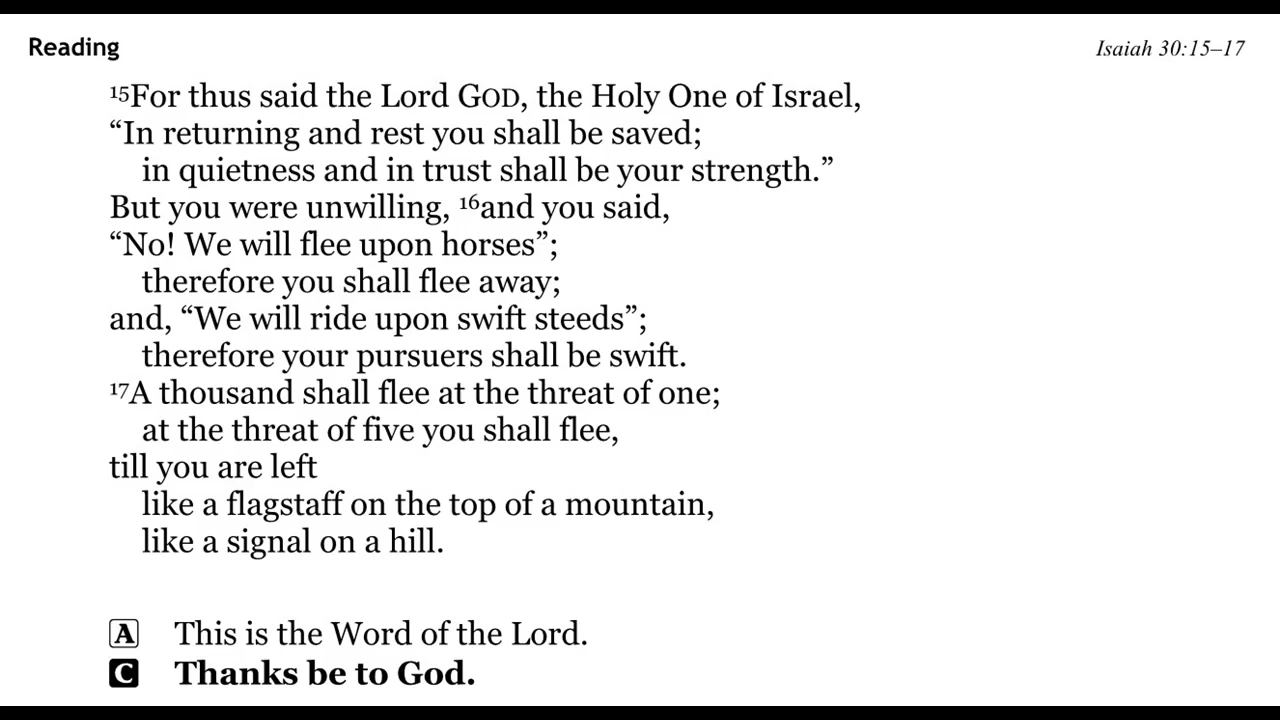 Reading
Isaiah 30:15–17
15For thus said the Lord GOD, the Holy One of Israel,
“In returning and rest you shall be saved;
in quietness and in trust shall be your strength.”
But you were unwilling, 16and you said,
“No! We will flee upon horses”;
therefore you shall flee away;
and, “We will ride upon swift steeds”;
therefore your pursuers shall be swift.
17A thousand shall flee at the threat of one;
at the threat of five you shall flee,
till you are left
like a flagstaff on the top of a mountain,
like a signal on a hill.
A This is the Word of the Lord.
C Thanks be to God.